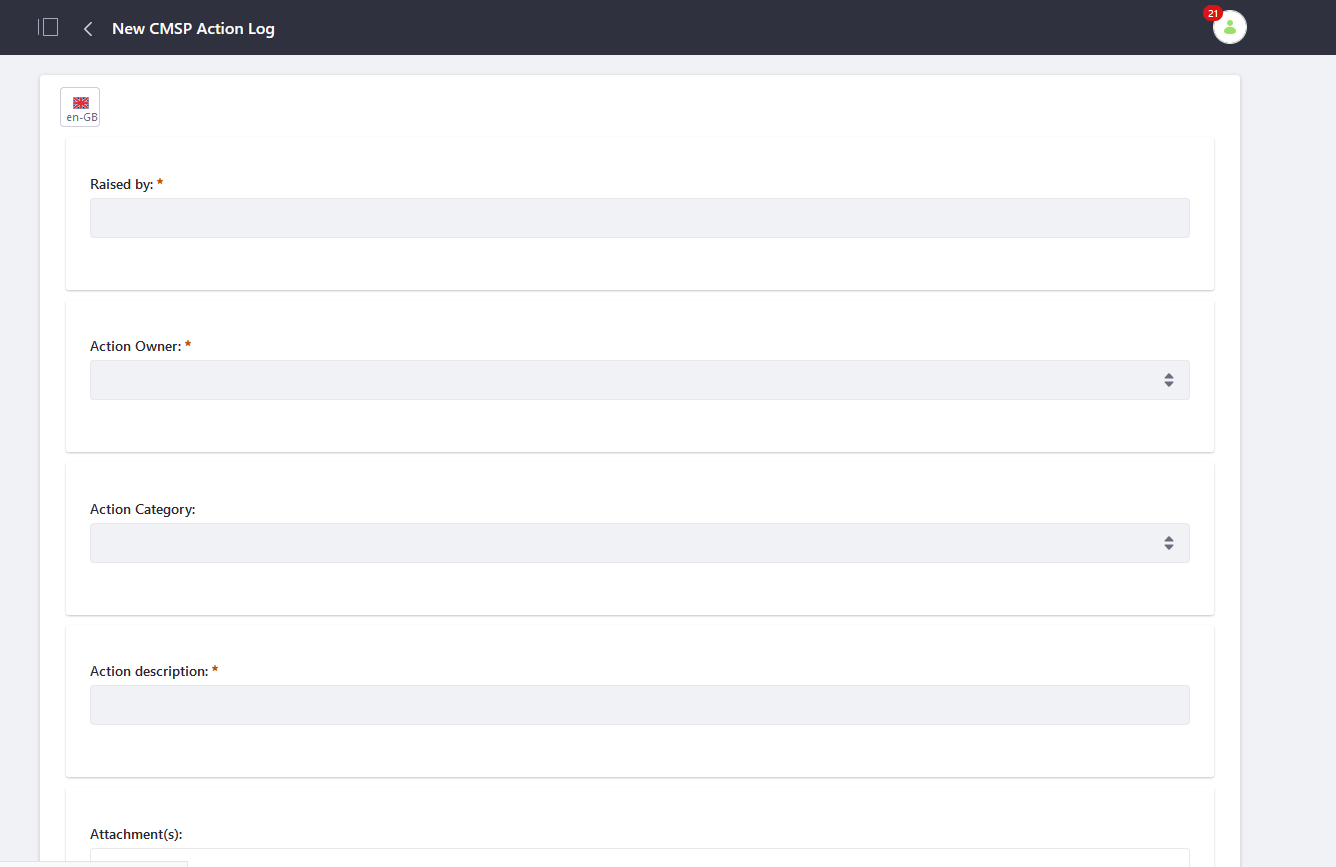 New CMSP Action Log
21
en-GB
Raised by: *
Action Owner: *
Action Category:
Action description: *
Attachment(s):